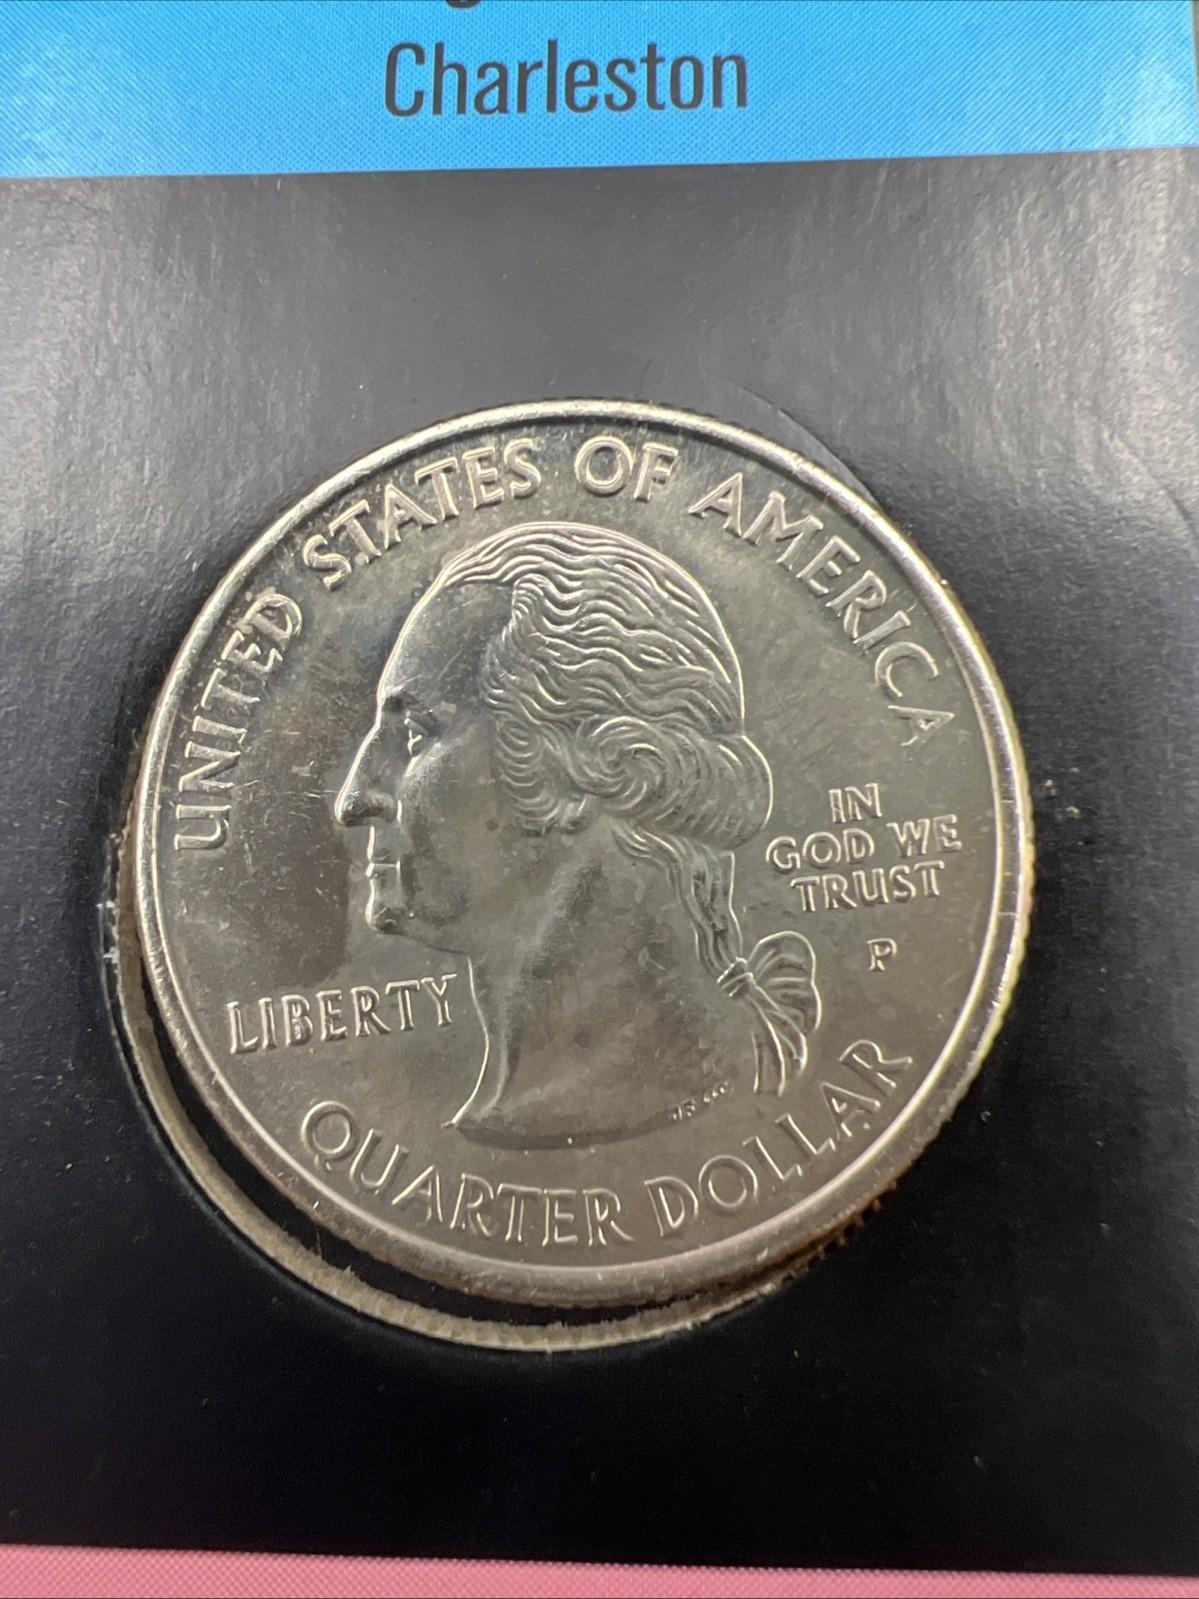 Charleston
UNITED STATES OF AMERICA
IN
GOD WE
TRUST
P
LIBERTY
QUARTER DOLLAR